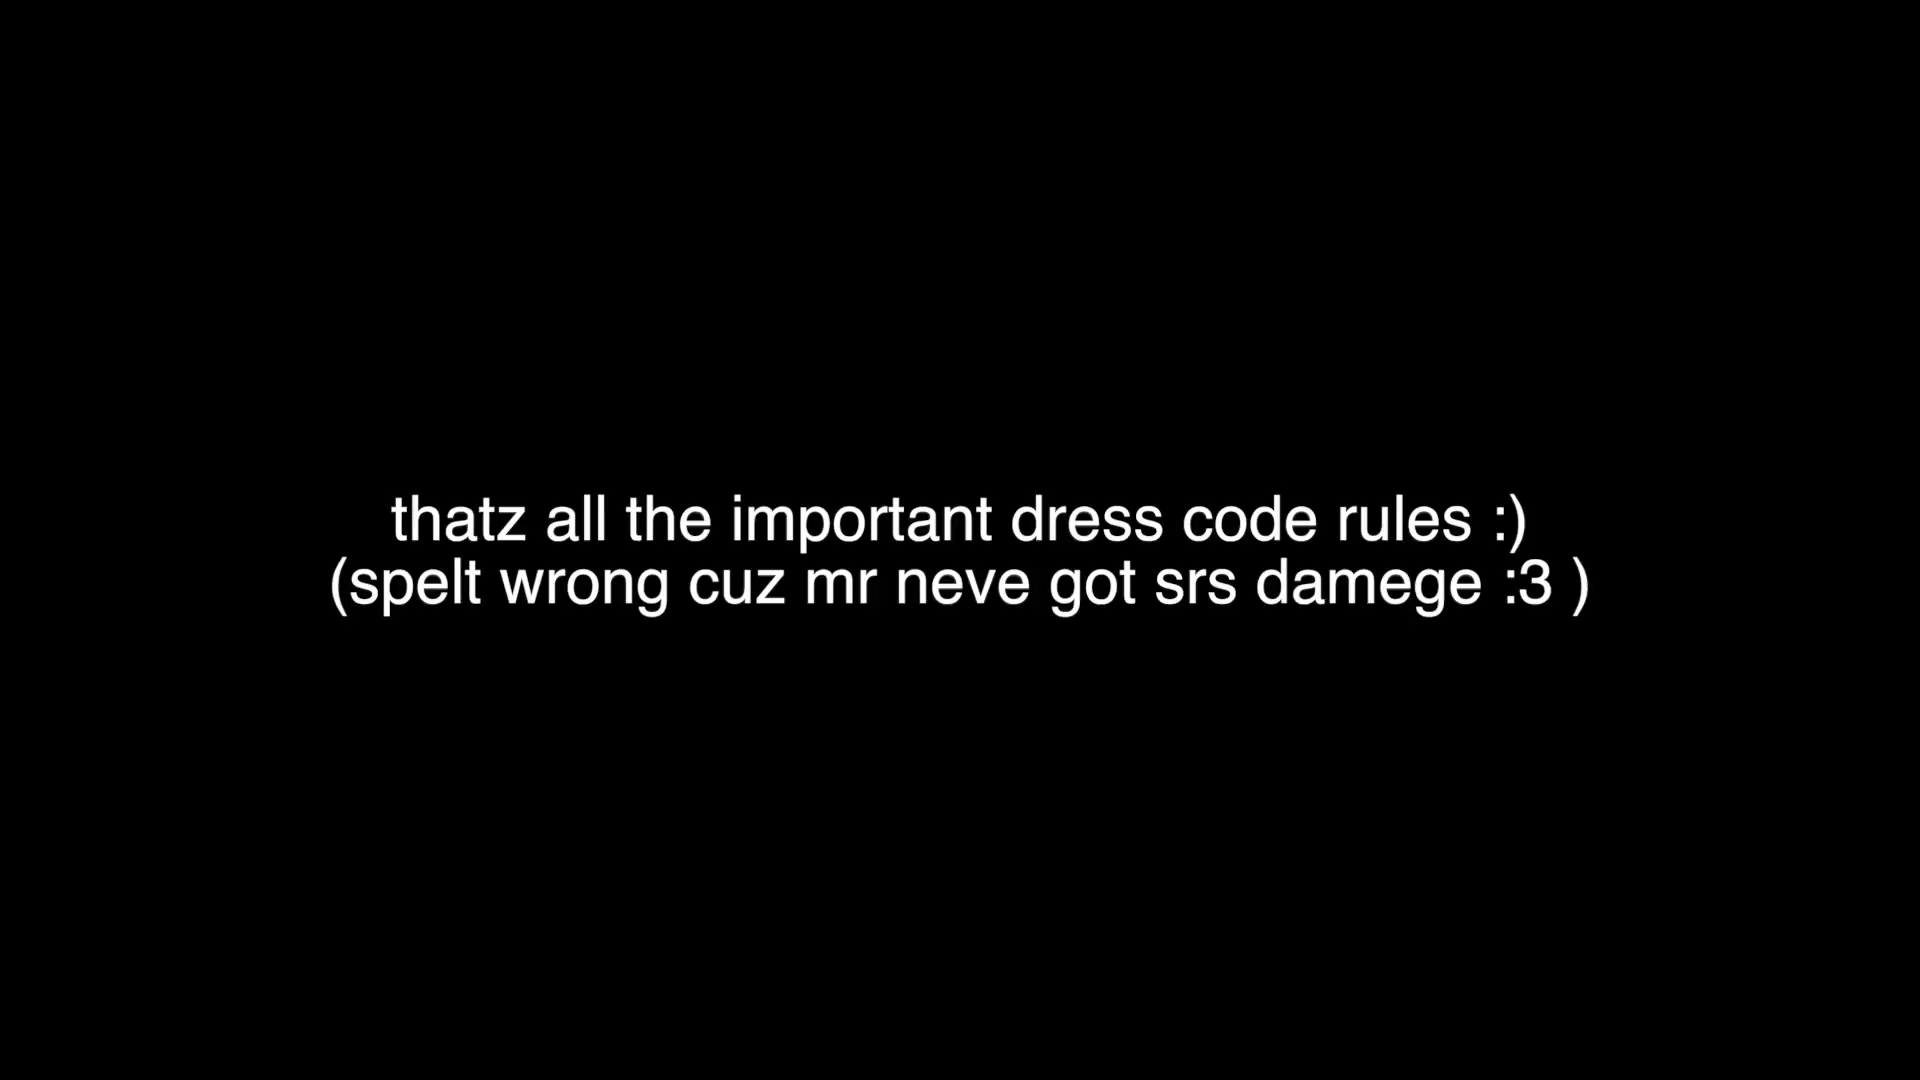 thatz all the important dress code rules :)
(spelt wrong cuz mr neve got srs damege :3 )